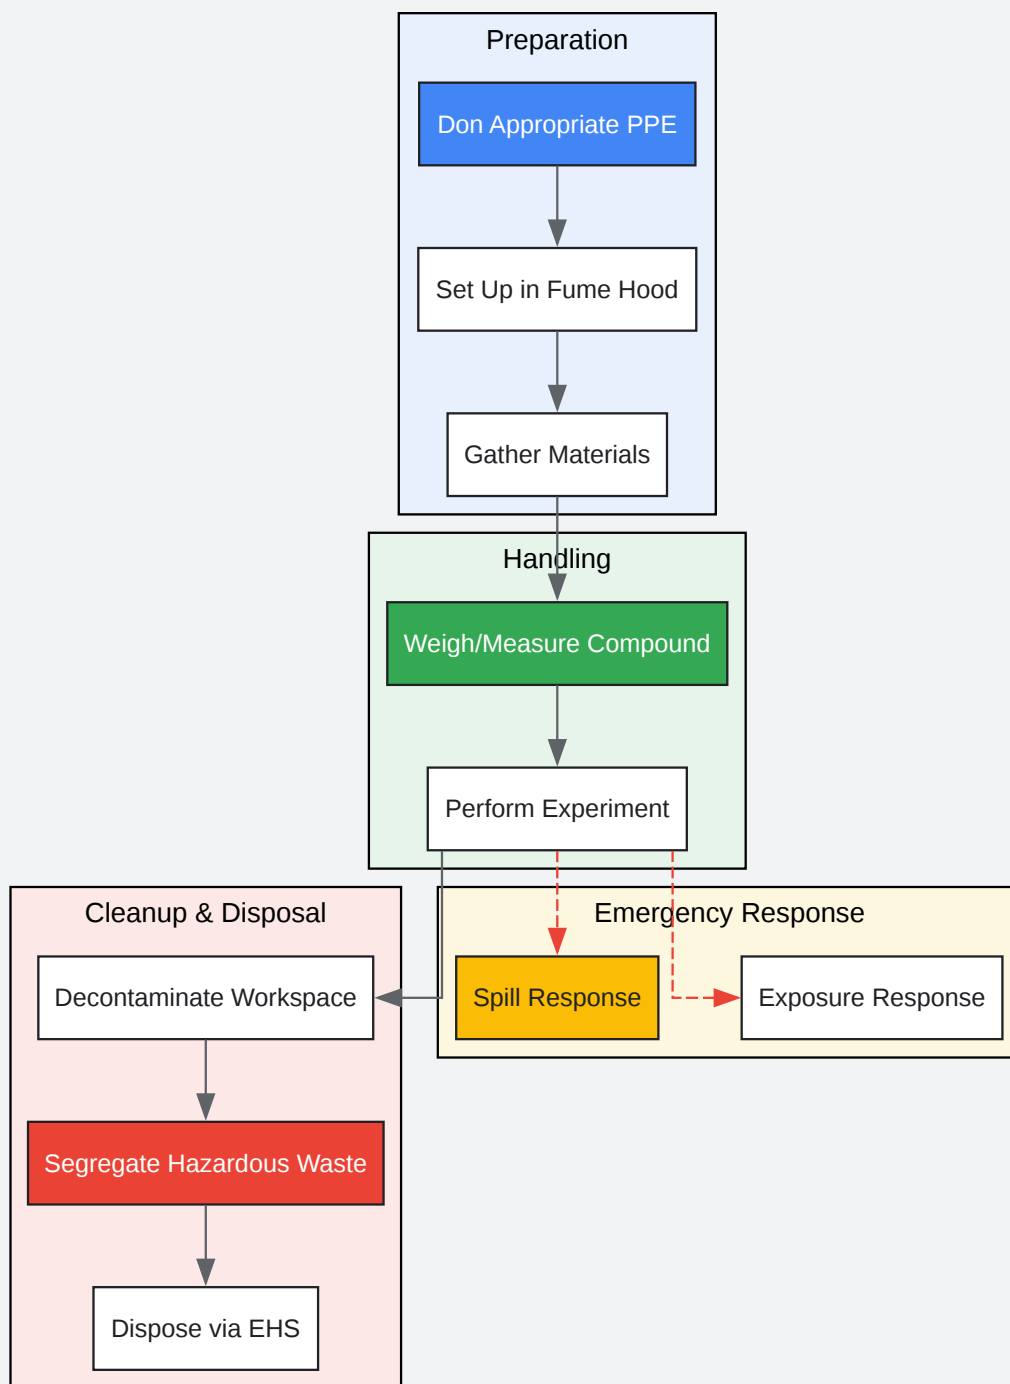 Preparation
Don Appropriate PPE
Set Up in Fume Hood
Gather Materials
Handling
Weigh/Measure Compound
Perform Experiment
Cleanup & Disposal
Decontaminate Workspace
Segregate Hazardous Waste
Dispose via EHS
Emergency Response
Spill Response
Exposure Response